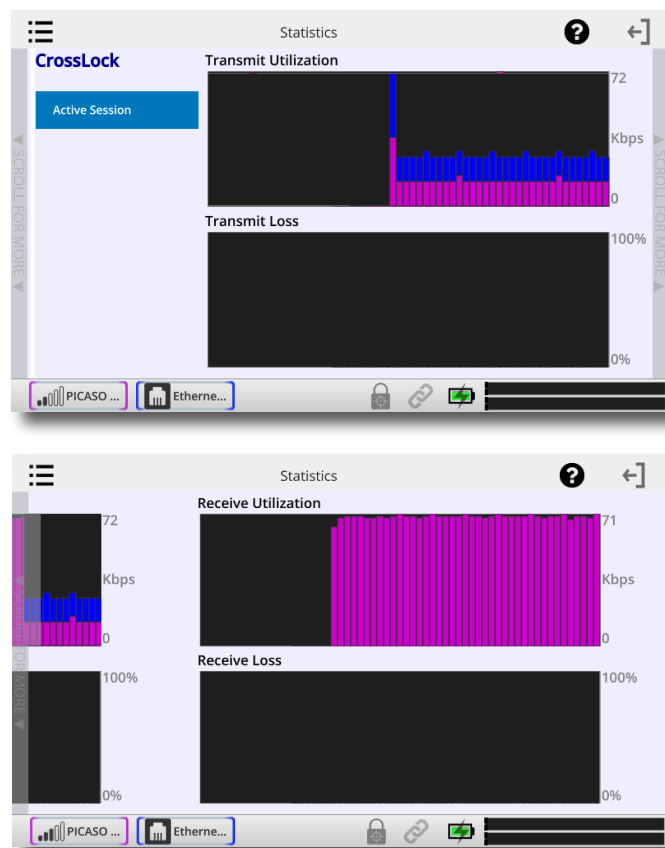 Statistics
?
CrossLock
Active Session
Transmit Utilization
72
Kbps
0
Transmit Loss
100%
0%
◀ SCROLL FOR MORE ◀
▶ SCROLL FOR MORE ▶
PICASO ...
Etherne...
Statistics
?
72
Kbps
0
100%
0%
◀ SCROLL FOR MORE ◀
Receive Utilization
71
Kbps
0
Receive Loss
100%
0%
PICASO ...
Etherne...